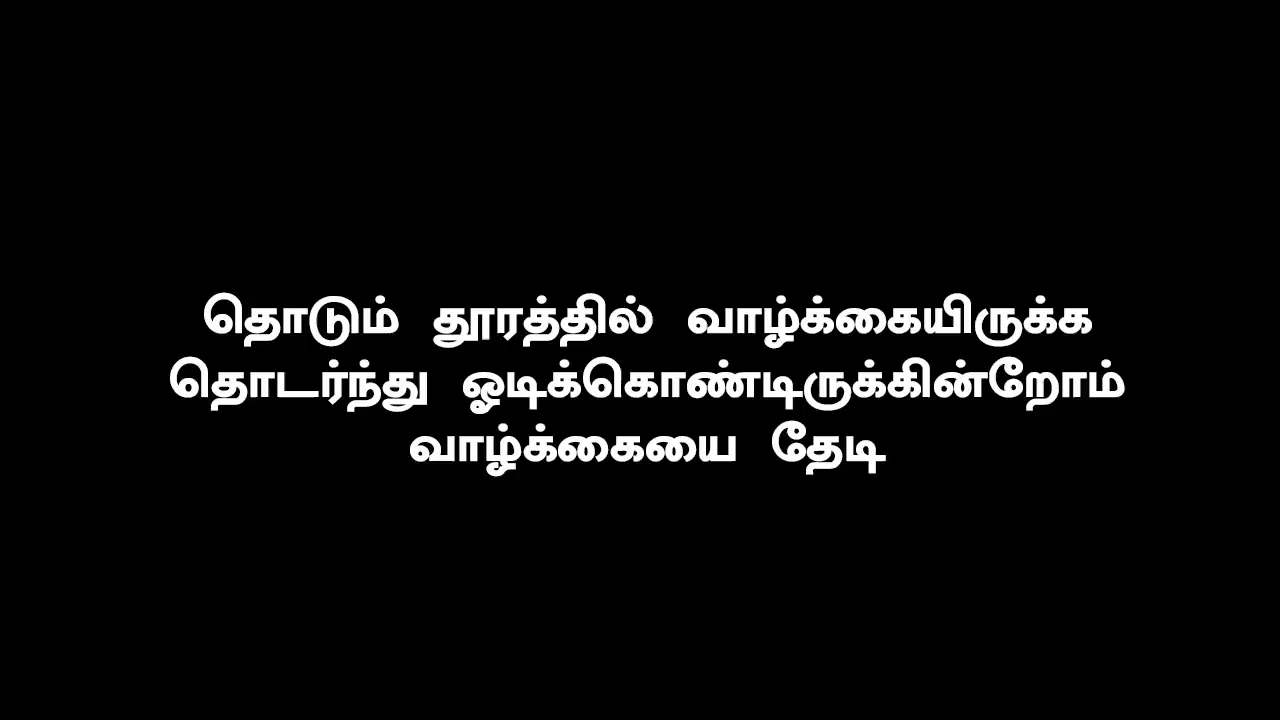 தொடும் தூரத்தில் வாழ்க்கையிருக்க
தொடர்ந்து ஓடிக்கொண்டிருக்கின்றோம்
வாழ்க்கையை தேடி